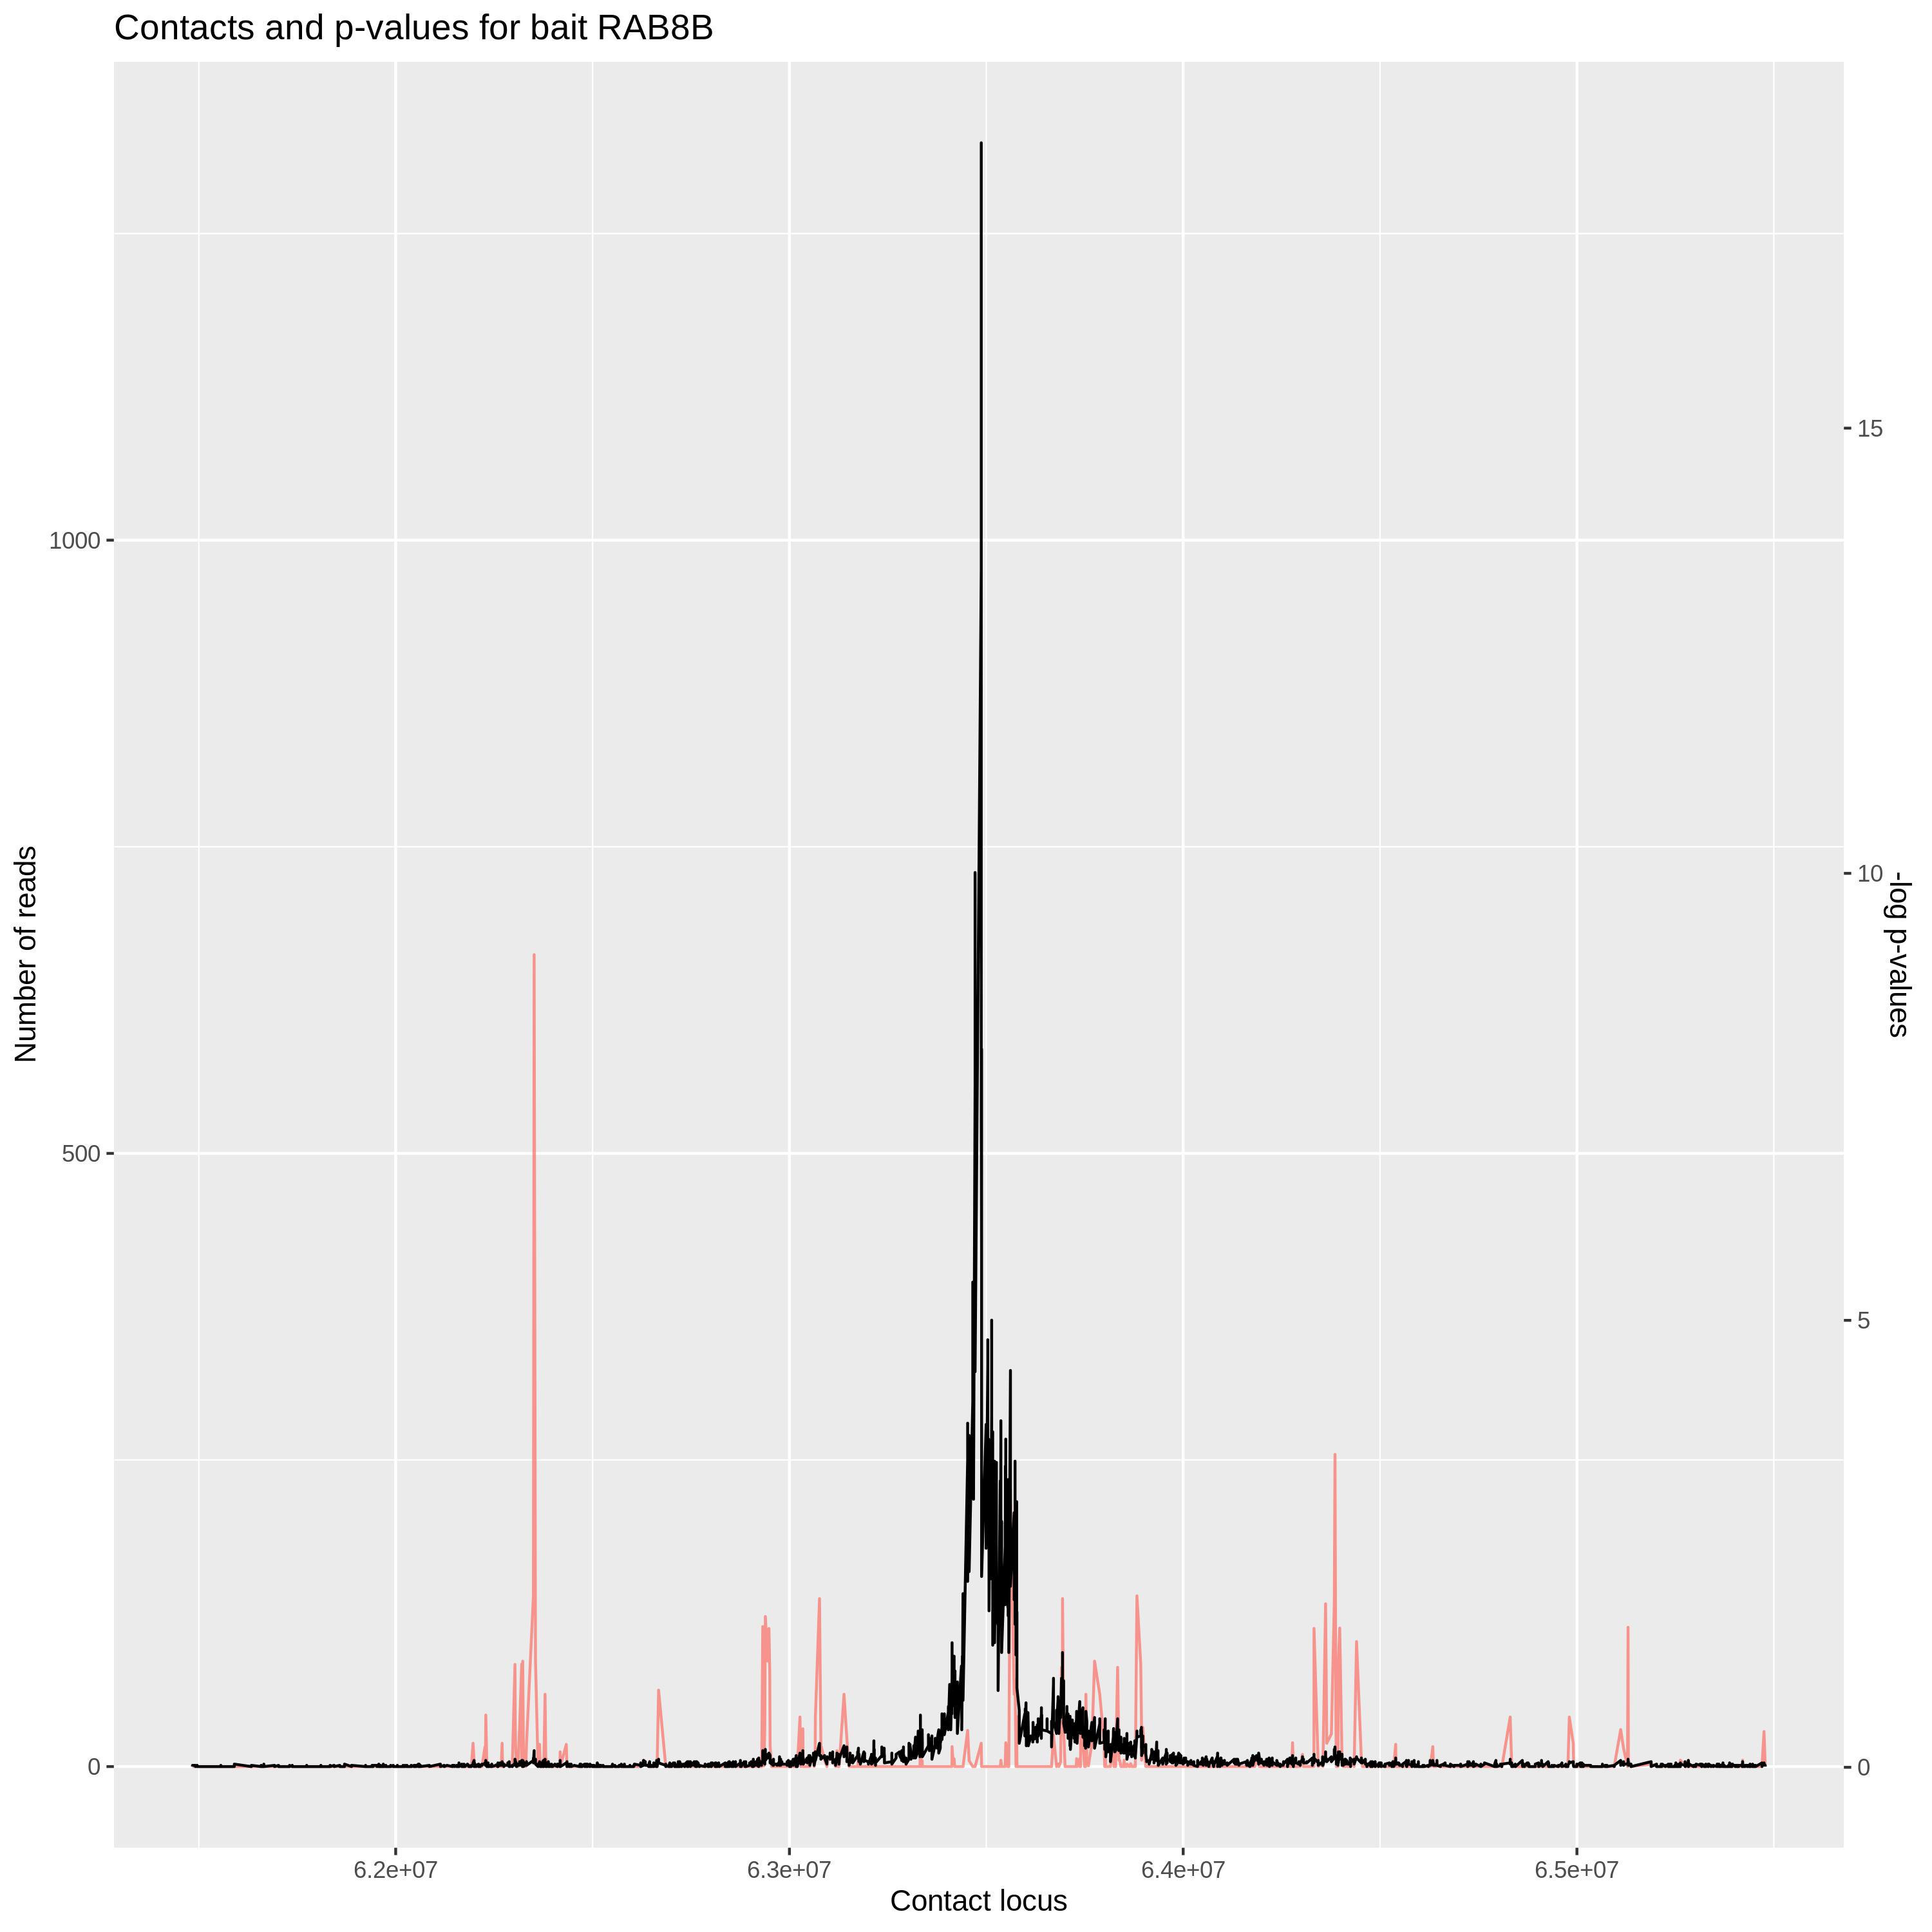 Contacts and p-values for bait RAB8B
Number of reads
1000
500
0
15
10
5
0
-log p-values
6.2e+07
6.3e+07
6.4e+07
6.5e+07
Contact locus